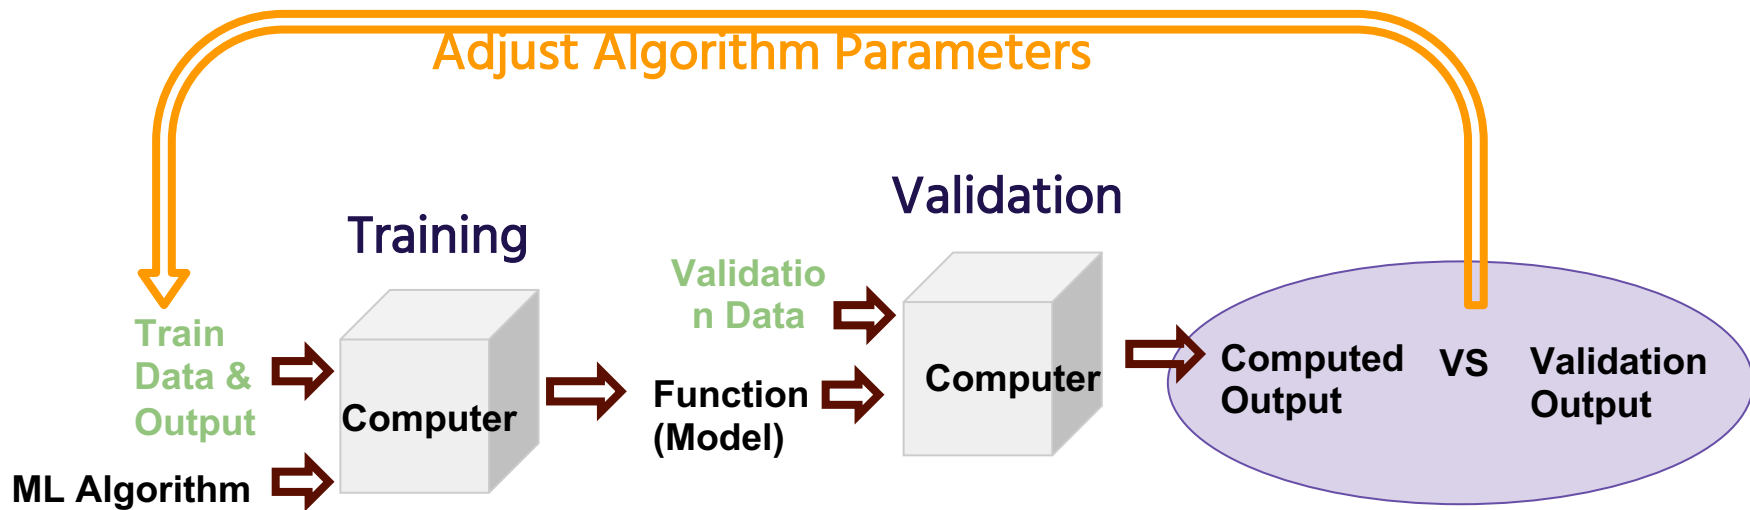 Adjust Algorithm Parameters
Training
Validation
Train
Data &
Output
ML Algorithm
Computer
Validatio
n Data
Function
(Model)
Computer
Computed
Output
VS
Validation
Output